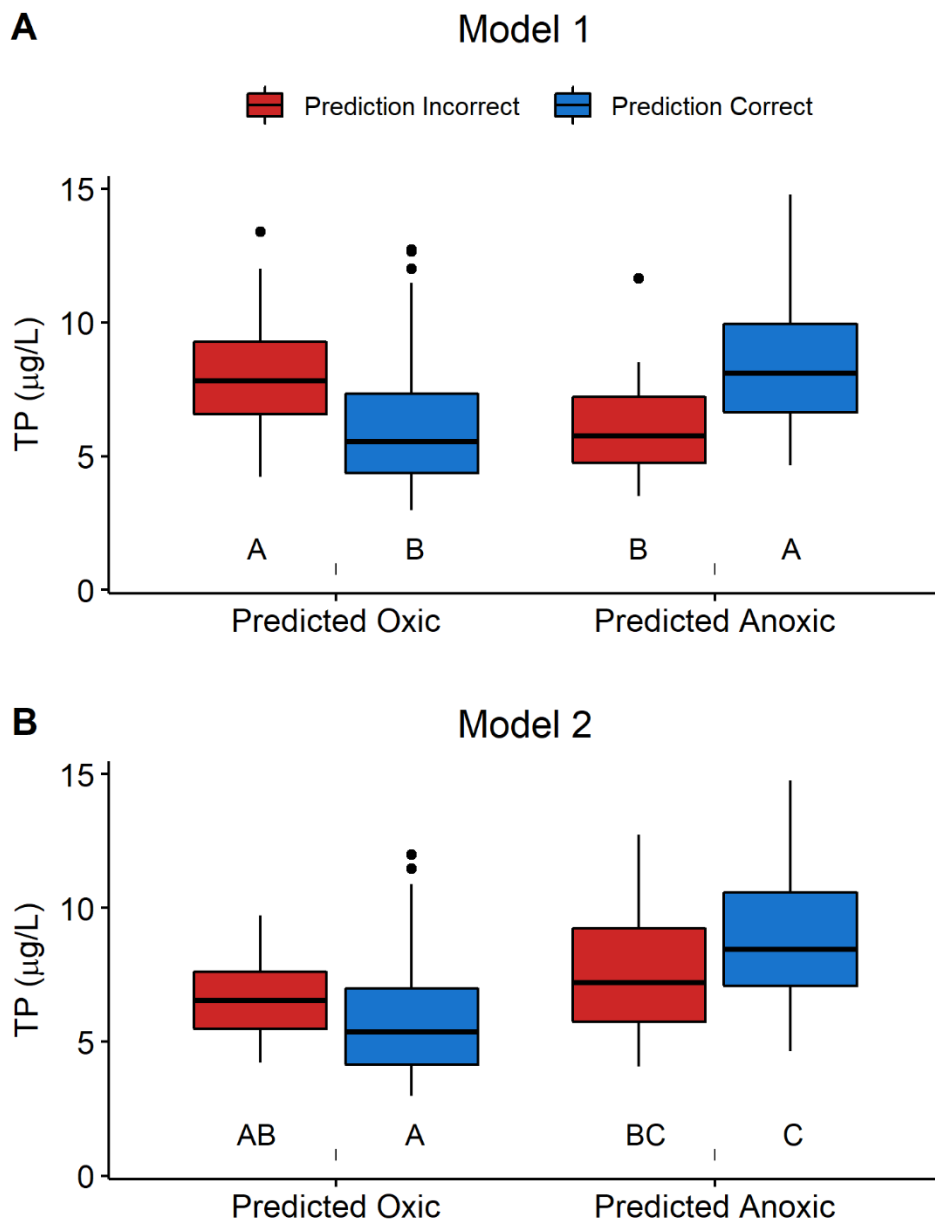 A
Model 1
Prediction Incorrect Prediction Correct
TP (µg/L)
15
10
5
0
A B B A
Predicted Oxic Predicted Anoxic
B
Model 2
TP (µg/L)
15
10
5
0
AB A BC C
Predicted Oxic Predicted Anoxic